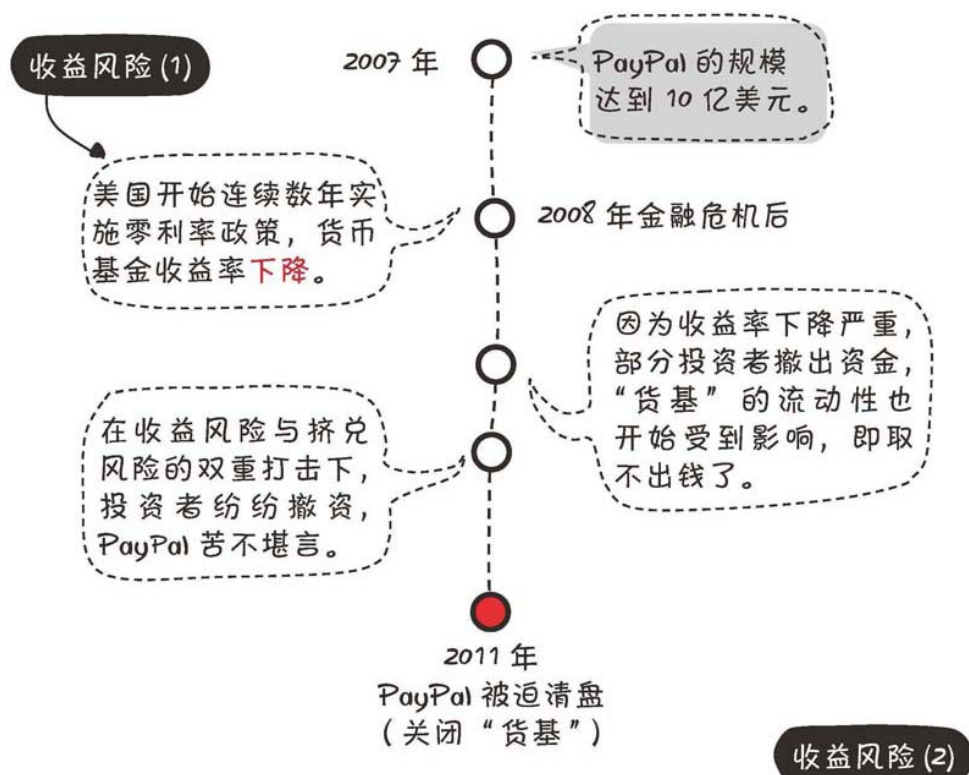 收益风险(1)
2007 年
PayPal 的规模
达到 10 亿美元。
美国开始连续数年实
施零利率政策，货币
基金收益率下降。
2008 年金融危机后
因为收益率下降严重，
部分投资者撤出资金，
“货基”的流动性也
开始受到影响，即取
不出钱了。
在收益风险与挤兑
风险的双重打击下，
投资者纷纷撤资，
PayPal 苦不堪言。
2011 年
PayPal 被迫清盘
（关闭“货基”）
收益风险(2)